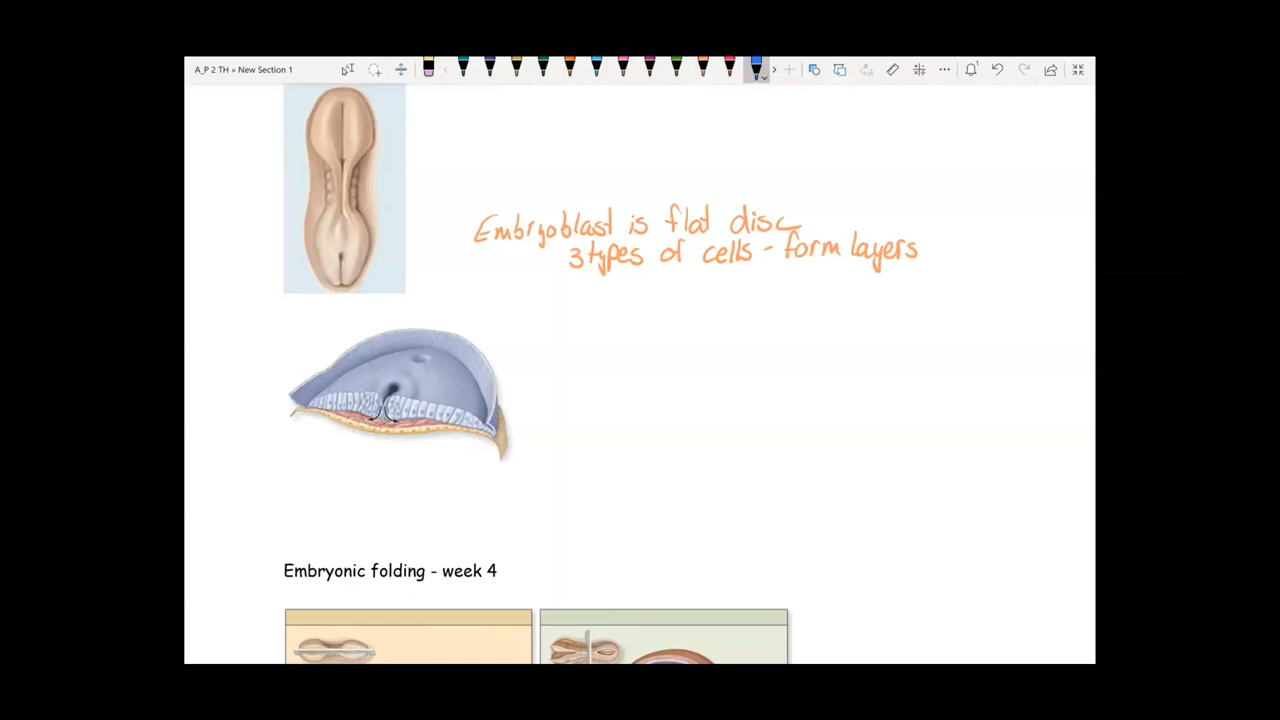 A_P 2 TH » New Section 1
Embryoblast is flat disc
3 types of cells - form layers
Embryonic folding - week 4